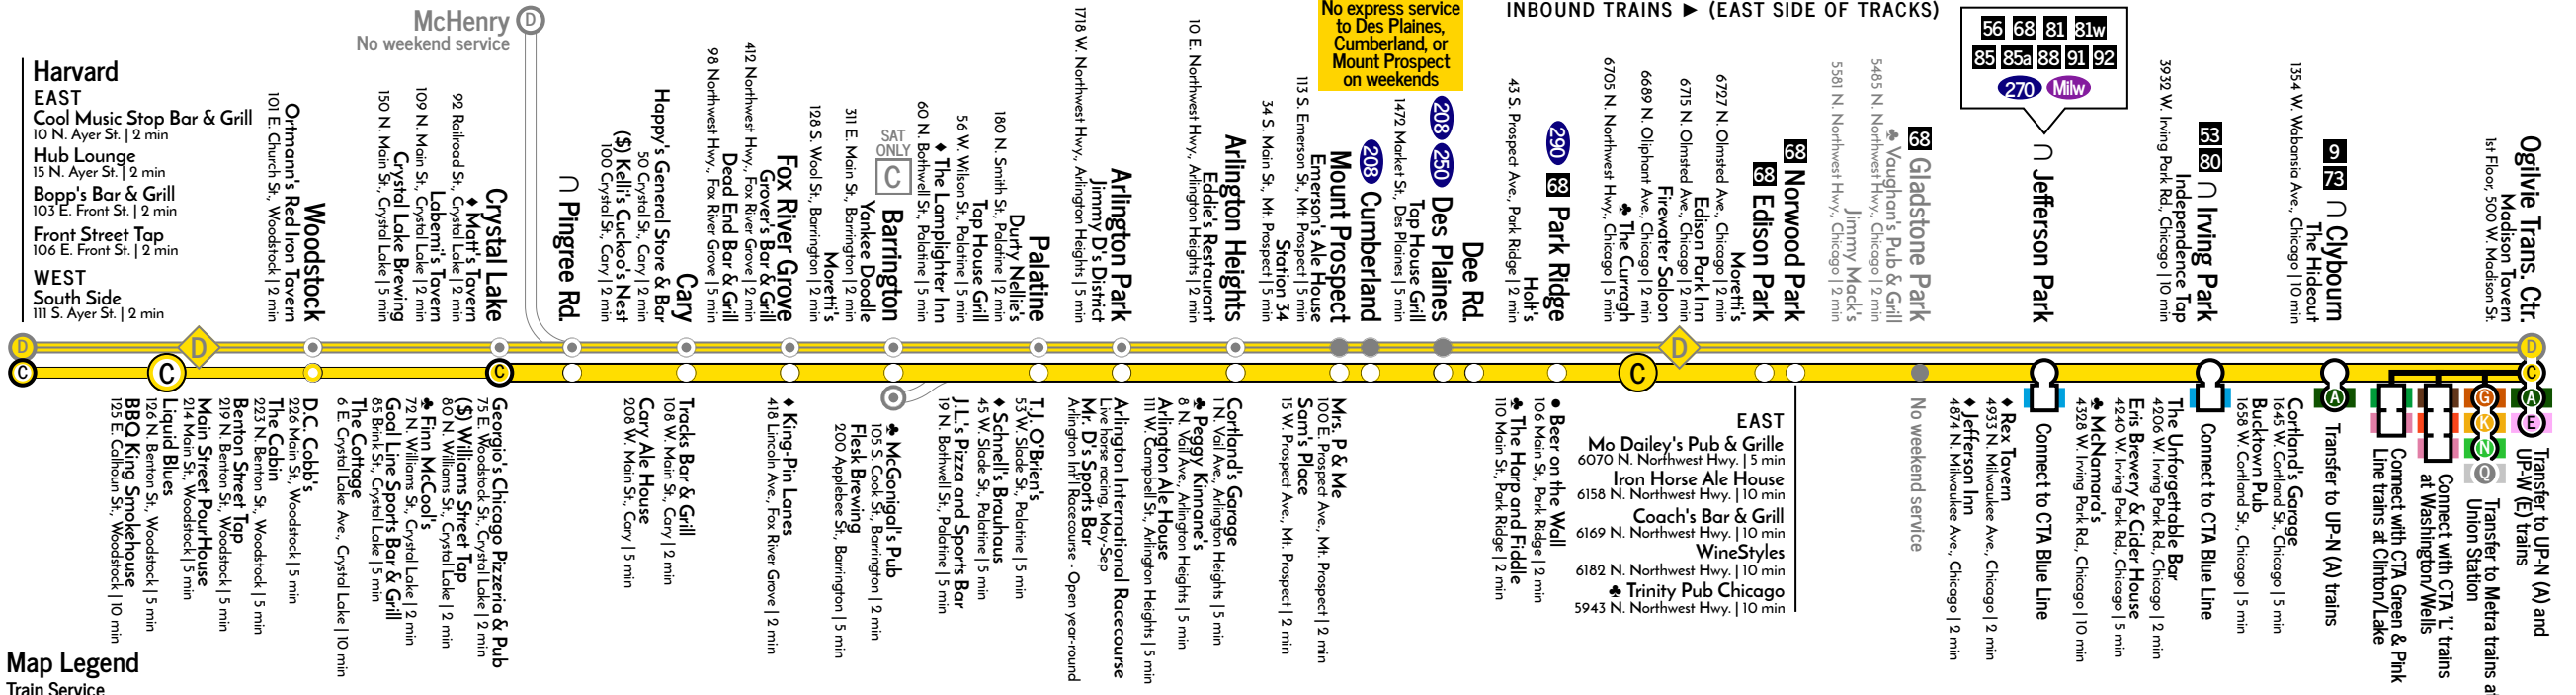 McHenry
No weekend service
D
No express service
to Des Plaines,
Cumberland, or
Mount Prospect
on weekends
INBOUND TRAINS ► (EAST SIDE OF TRACKS)
56 68 81 81w
85 85a 88 91 92
270 Milw
Harvard
EAST
Cool Music Stop Bar & Grill
10 N. Ayer St. | 2 min
Hub Lounge
15 N. Ayer St. | 2 min
Bopp's Bar & Grill
103 E. Front St. | 2 min
Front Street Tap
106 E. Front St. | 2 min
WEST
South Side
111 S. Ayer St. | 2 min
Woodstock
Ortmann's Red Iron Tavern
101 E. Church St., Woodstock | 2 min
Crystal Lake
♦ Matt's Tavern
92 Railroad St., Crystal Lake | 2 min
Labemi's Tavern
109 N. Main St., Crystal Lake | 2 min
Crystal Lake Brewing
150 N. Main St., Crystal Lake | 5 min
∩ Pingree Rd.
Cary
Happy's General Store & Bar
50 Crystal St., Cary | 2 min
($) Kelli's Cuckoo's Nest
100 Crystal St., Cary | 2 min
Fox River Grove
Grover's Bar & Grill
412 Northwest Hwy., Fox River Grove | 2 min
Dead End Bar & Grill
98 Northwest Hwy., Fox River Grove | 5 min
SAT
ONLY
C
Barrington
Yankee Doodle
311 E. Main St., Barrington | 2 min
Moretti's
128 S. Wool St., Barrington | 2 min
Palatine
Durty Nellie's
180 N. Smith St., Palatine | 2 min
Tap House Grill
56 W. Wilson St., Palatine | 5 min
♦ The Lamplighter Inn
60 N. Bothwell St., Palatine | 5 min
Arlington Park
Jimmy D's District
1718 W. Northwest Hwy., Arlington Heights | 5 min
Arlington Heights
Eddie's Restaurant
10 E. Northwest Hwy., Arlington Heights | 2 min
Mount Prospect
Emerson's Ale House
113 S. Emerson St., Mt. Prospect | 5 min
Station 34
34 S. Main St., Mt. Prospect | 5 min
208 Cumberland
208 250 Des Plaines
Tap House Grill
1472 Market St., Des Plaines | 5 min
Dee Rd.
290 68 Park Ridge
Holt's
43 S. Prospect Ave., Park Ridge | 2 min
68 Edison Park
Moretti's
6727 N. Olmsted Ave., Chicago | 2 min
Edison Park Inn
6715 N. Olmsted Ave., Chicago | 2 min
Firewater Saloon
6689 N. Oliphant Ave., Chicago | 2 min
♣ The Curragh
6705 N. Northwest Hwy., Chicago | 5 min
68 Norwood Park
68 Gladstone Park
♣ Vaughan's Pub & Grill
5485 N. Northwest Hwy., Chicago | 2 min
Jimmy Mack's
5581 N. Northwest Hwy., Chicago | 2 min
∩ Jefferson Park
53
80
∩ Irving Park
Independence Tap
3932 W. Irving Park Rd., Chicago | 10 min
9
73
∩ Clybourn
The Hideout
1354 W. Wabansia Ave., Chicago | 10 min
Ogilvie Trans. Ctr.
Madison Tavern
1st Floor, 500 W. Madison St.
D D D D
C C C C C
D.C. Cobb's
226 Main St., Woodstock | 5 min
The Cabin
223 N. Benton St., Woodstock | 5 min
Benton Street Tap
219 N. Benton St., Woodstock | 5 min
Main Street PourHouse
214 Main St., Woodstock | 5 min
Liquid Blues
126 N. Benton St., Woodstock | 5 min
BBQ King Smokehouse
125 E. Calhoun St., Woodstock | 10 min
Georgio's Chicago Pizzeria & Pub
75 E. Woodstock St., Crystal Lake | 2 min
($) Williams Street Tap
80 N. Williams St., Crystal Lake | 2 min
♣ Finn McCool's
72 N. Williams St., Crystal Lake | 2 min
Goal Line Sports Bar & Grill
85 Brink St., Crystal Lake | 5 min
The Cottage
6 E. Crystal Lake Ave., Crystal Lake | 10 min
Tracks Bar & Grill
108 W. Main St., Cary | 2 min
Cary Ale House
208 W. Main St., Cary | 5 min
♦ King-Pin Lanes
418 Lincoln Ave., Fox River Grove | 2 min
♣ McGonigal's Pub
105 S. Cook St., Barrington | 2 min
Flesk Brewing
200 Applebee St., Barrington | 5 min
T.J. O'Brien's
53 W. Slade St., Palatine | 5 min
♦ Schnell's Brauhaus
45 W. Slade St., Palatine | 5 min
J.L.'s Pizza and Sports Bar
19 N. Bothwell St., Palatine | 5 min
Arlington International Racecourse
Live horse racing, May-Sep
Mr. D's Sports Bar
Arlington Int'l Racecourse - Open year-round
Cortland's Garage
1 N. Vail Ave., Arlington Heights | 5 min
♣ Peggy Kinnane's
8 N. Vail Ave., Arlington Heights | 5 min
Arlington Ale House
111 W. Campbell St., Arlington Heights | 5 min
Mrs. P & Me
100 E. Prospect Ave., Mt. Prospect | 2 min
Sam's Place
15 W. Prospect Ave., Mt. Prospect | 2 min
● Beer on the Wall
106 Main St., Park Ridge | 2 min
♣ The Harp and Fiddle
110 Main St., Park Ridge | 2 min
EAST
Mo Dailey's Pub & Grille
6070 N. Northwest Hwy. | 5 min
Iron Horse Ale House
6158 N. Northwest Hwy. | 10 min
Coach's Bar & Grill
6169 N. Northwest Hwy. | 10 min
WineStyles
6182 N. Northwest Hwy. | 10 min
♣ Trinity Pub Chicago
5943 N. Northwest Hwy. | 10 min
No weekend service
Connect to CTA Blue Line
♦ Rex Tavern
4933 N. Milwaukee Ave., Chicago | 2 min
♦ Jefferson Inn
4874 N. Milwaukee Ave., Chicago | 2 min
Connect to CTA Blue Line
The Unforgettable Bar
4206 W. Irving Park Rd., Chicago | 2 min
Eris Brewery & Cider House
4240 W. Irving Park Rd., Chicago | 5 min
♣ McNamara's
4328 W. Irving Park Rd., Chicago | 10 min
A
Transfer to UP-N (A) trains
Cortland's Garage
1645 W. Cortland St., Chicago | 5 min
Bucktown Pub
1658 W. Cortland St., Chicago | 5 min
Connect with CTA Green & Pink
Line trains at Clinton/Lake
Connect with CTA 'L' trains
at Washington/Wells
G
K
N
Q
Transfer to Metra trains at
Union Station
A
E
Transfer to UP-N (A) and
UP-W (E) trains
Map Legend
Train Service